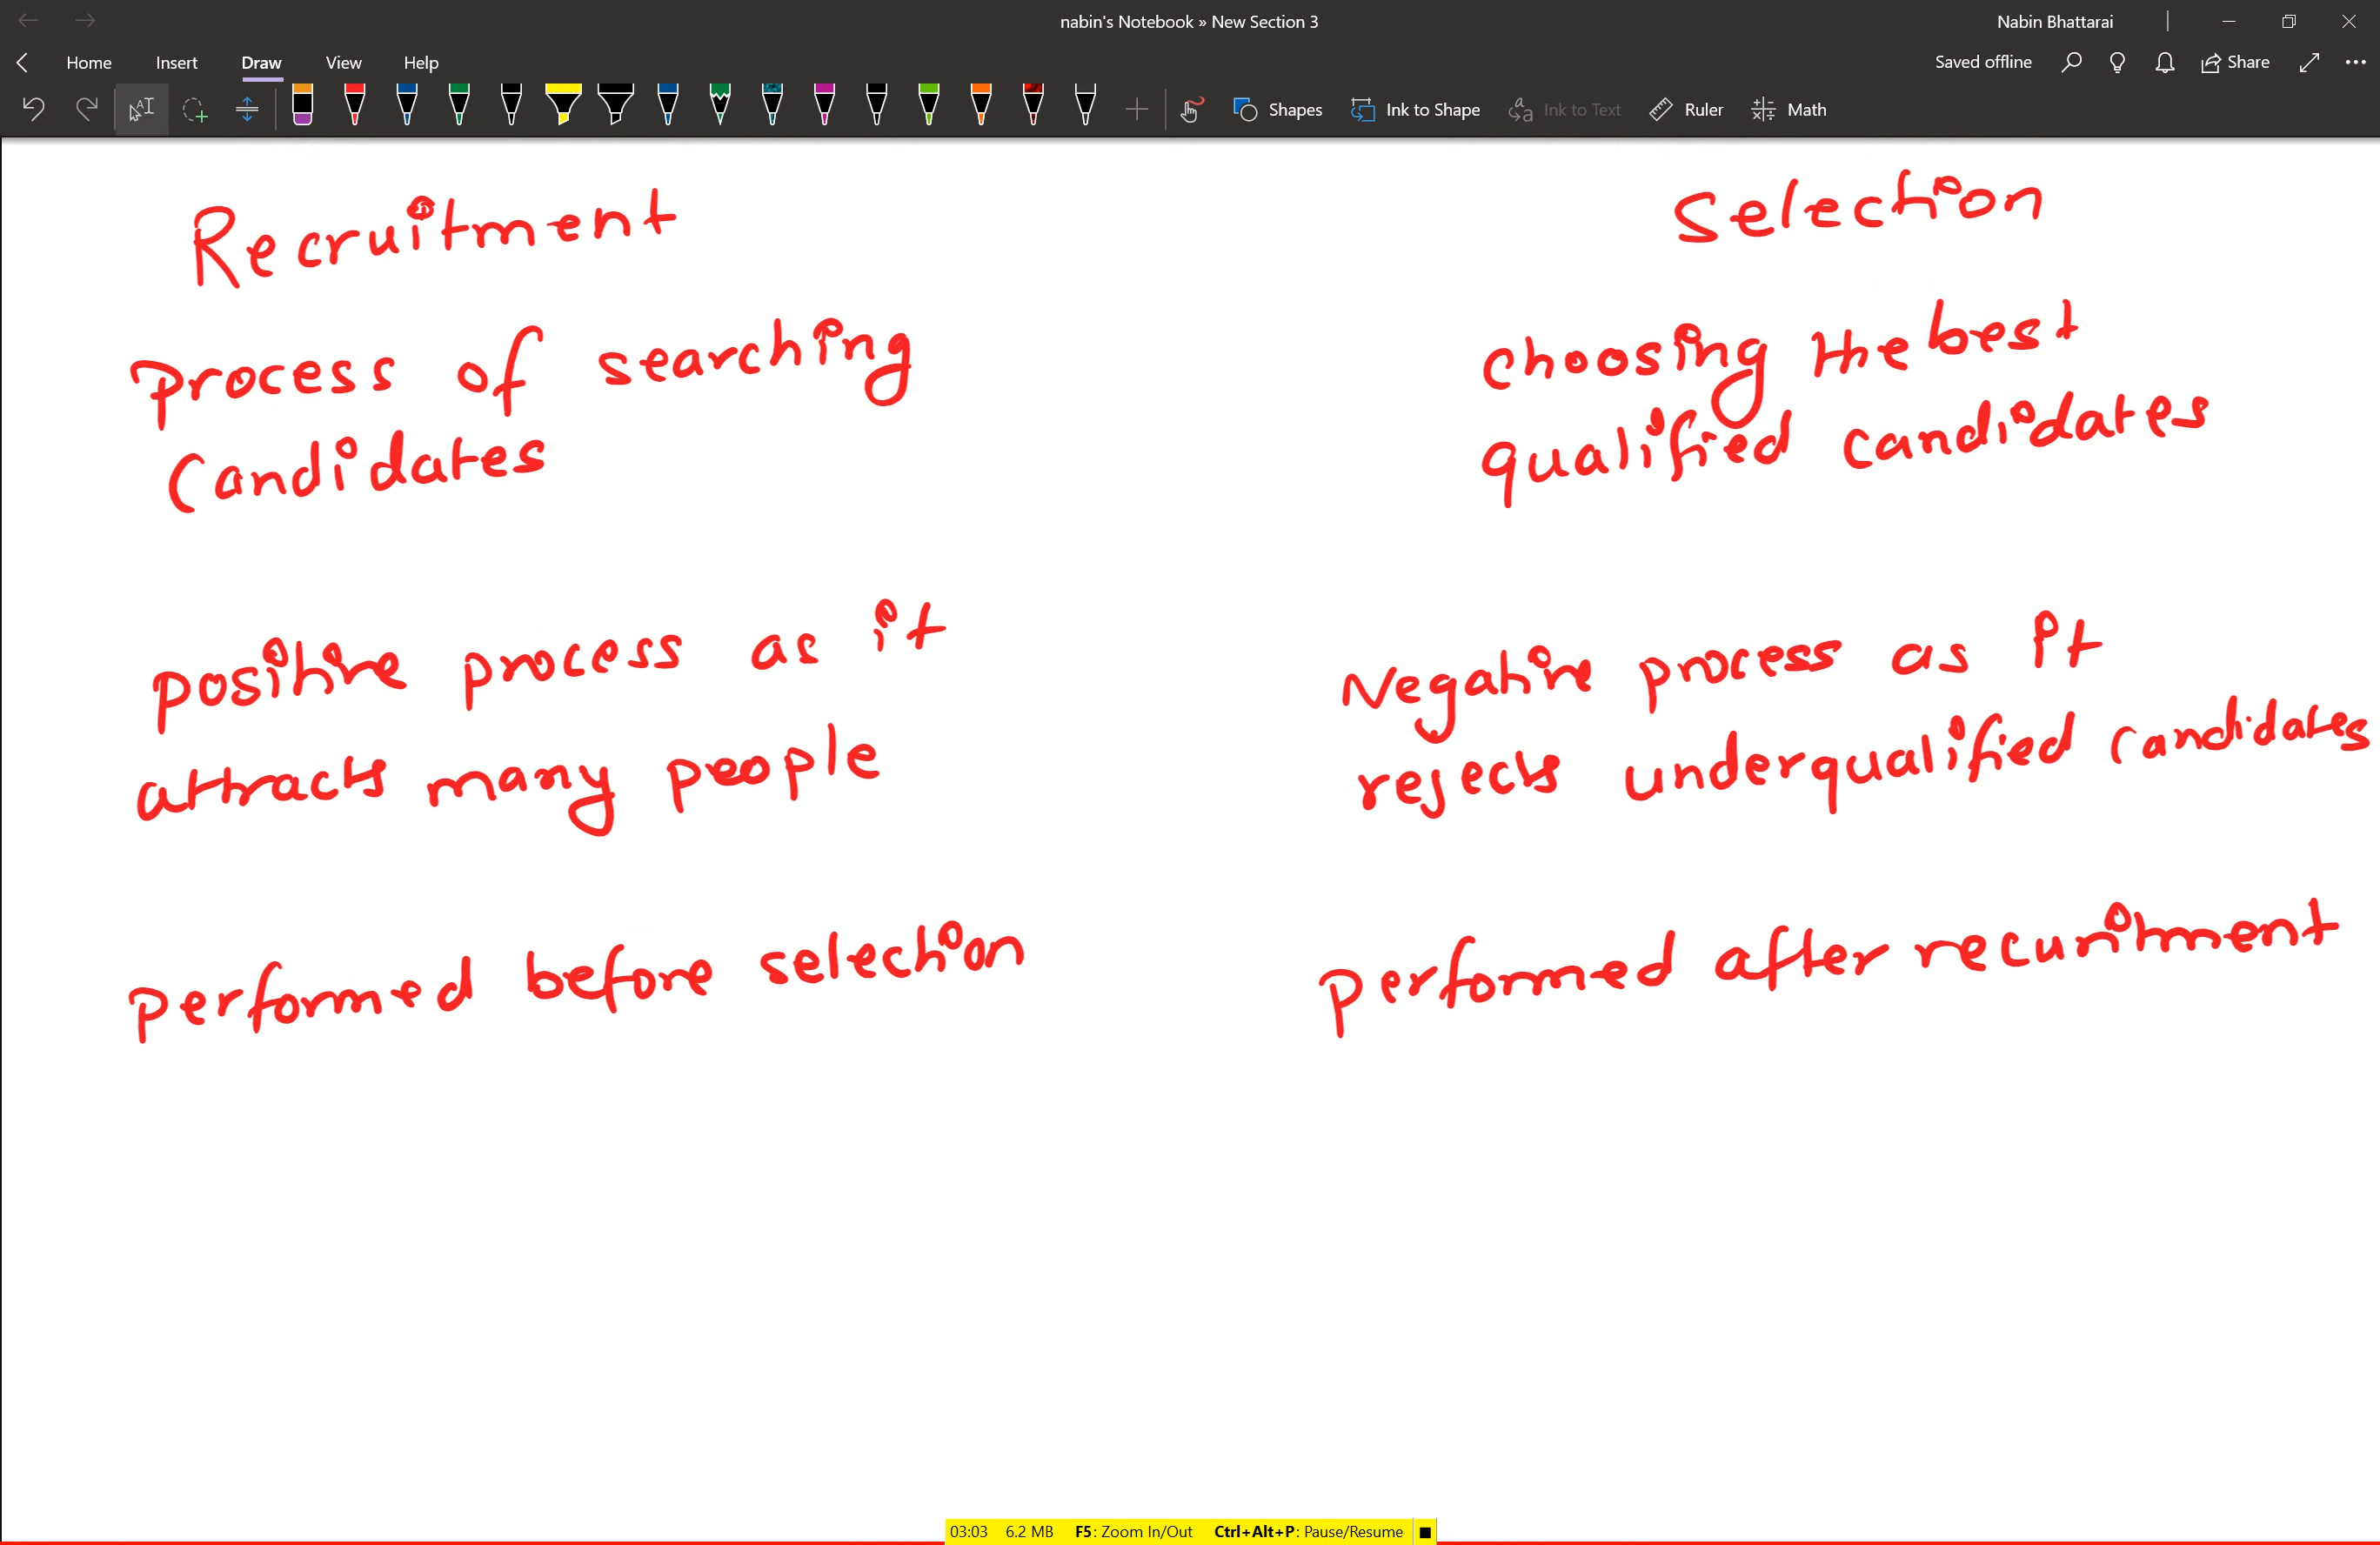 nabin's Notebook » New Section 3
Nabin Bhattarai
Home Insert Draw View Help
Saved offline
Share
Shapes
Ink to Shape
Ink to Text
Ruler
Math
Recruitment
process of searching
candidates
positive process as it
attracts many people
performed before selection
Selection
choosing the best
qualified candidates
Negative process as it
rejects underqualified candidates
performed after recuritment
03:03 6.2 MB F5: Zoom In/Out Ctrl+Alt+P: Pause/Resume